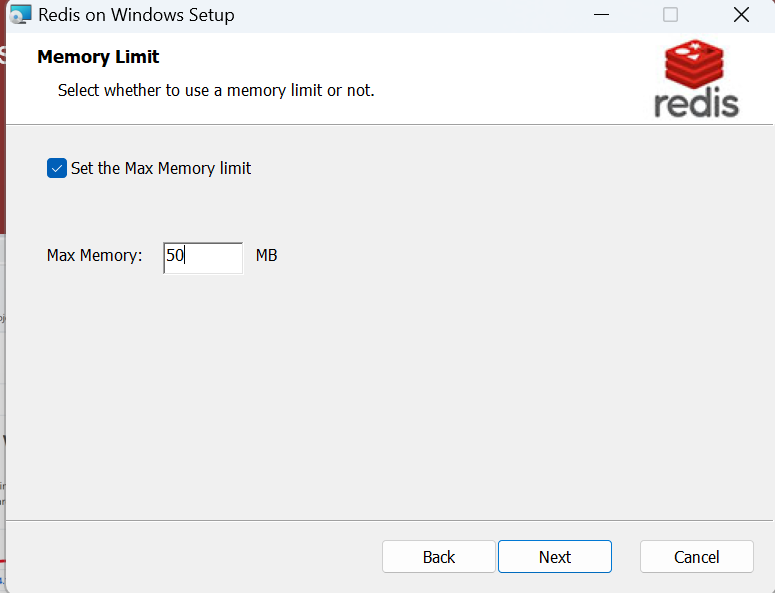 Redis on Windows Setup
Memory Limit
Select whether to use a memory limit or not.
redis
Set the Max Memory limit
Max Memory: 50 MB
Back Next Cancel